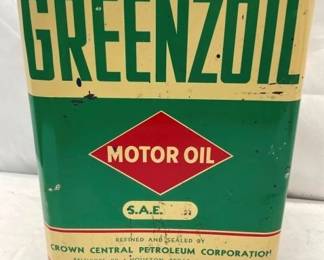 GREENZOIL
MOTOR OIL
S.A.E.
REFINED AND SEALED BY
CROWN CENTRAL PETROLEUM CORPORATION